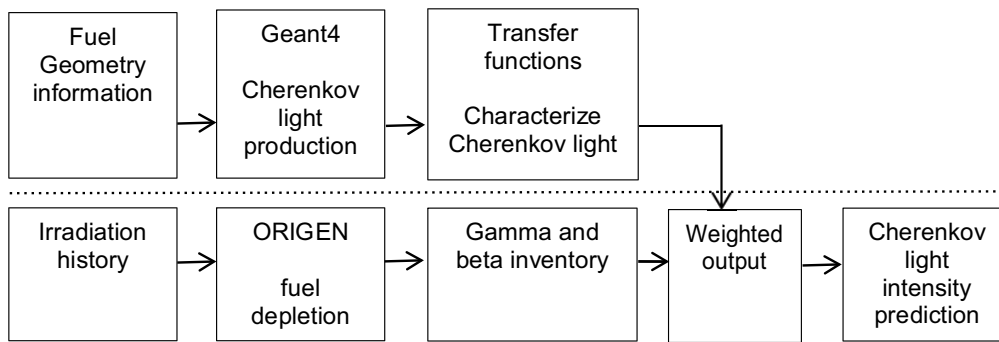 Fuel
Geometry
information
Geant4
Cherenkov
light
production
Transfer
functions
Characterize
Cherenkov light
Irradiation
history
ORIGEN
fuel
depletion
Gamma and
beta inventory
Weighted
output
Cherenkov
light
intensity
prediction